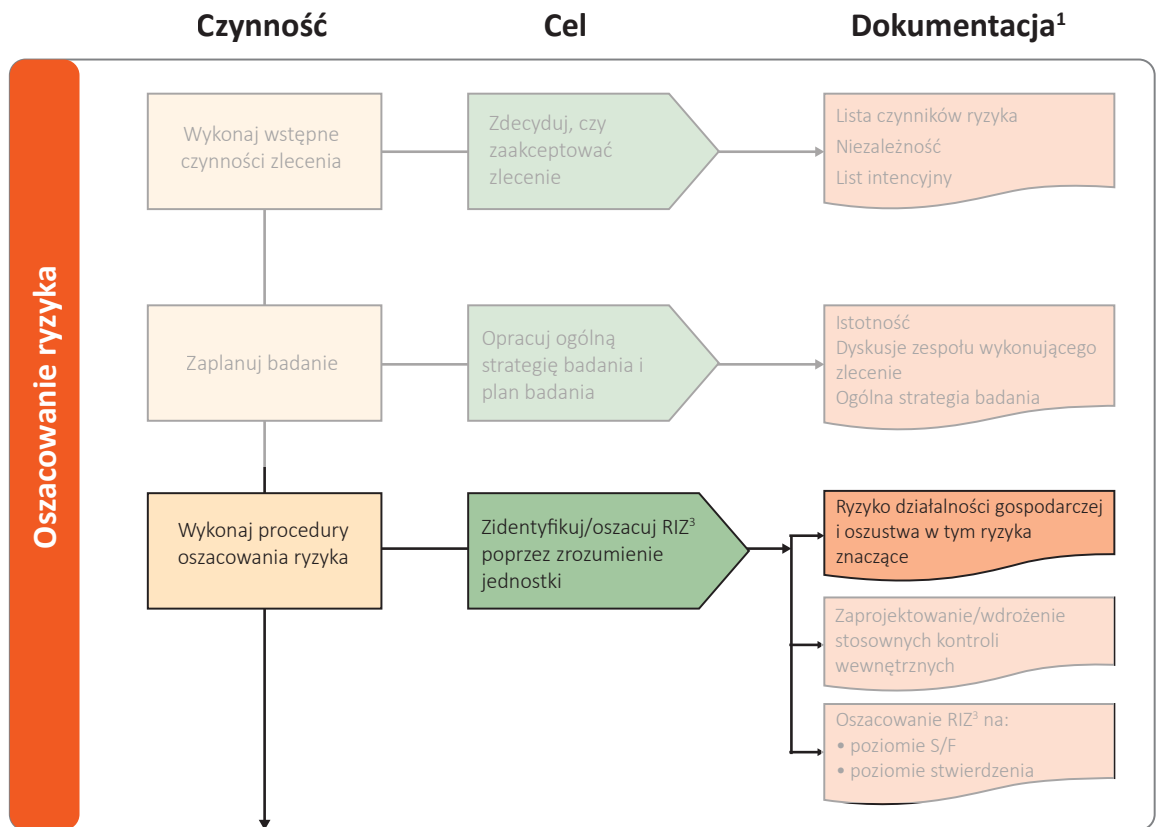 Czynność
Cel
Dokumentacja¹
Oszacowanie ryzyka
Wykonaj wstępne
czynności zlecenia
Zdecyduj, czy
zaakceptować
zlecenie
Lista czynników ryzyka
Niezależność
List intencyjny
Zaplanuj badanie
Opracuj ogólną
strategię badania i
plan badania
Istotność
Dyskusje zespołu wykonującego
zlecenie
Ogólna strategia badania
Wykonaj procedury
oszacowania ryzyka
Zidentyfikuj/oszacuj RIZ³
poprzez zrozumienie
jednostki
Ryzyko działalności gospodarczej
i oszustwa w tym ryzyka
znaczące
Zaprojektowanie/wdrożenie
stosownych kontroli
wewnętrznych
Oszacowanie RIZ³ na:
• poziomie S/F
• poziomie stwierdzenia